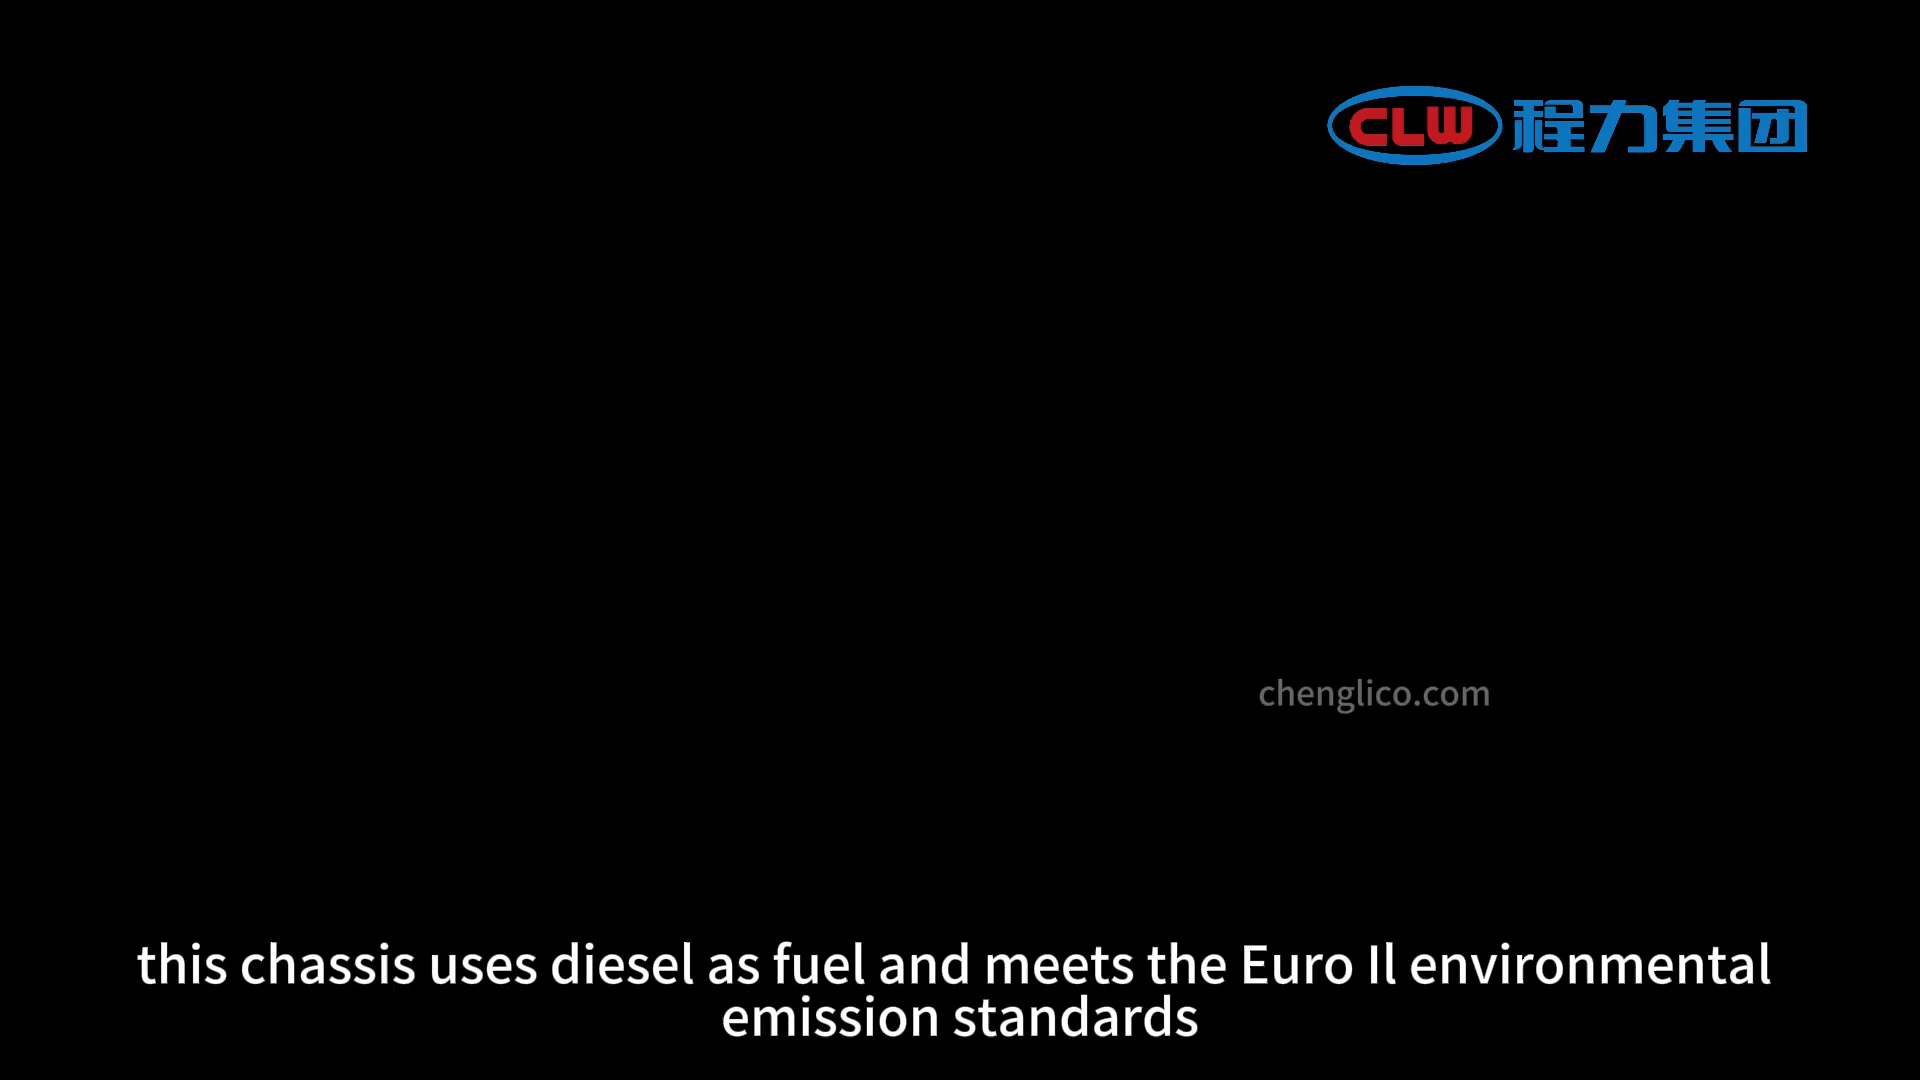 CLW 程力集团
chenglico.com
this chassis uses diesel as fuel and meets the Euro Il environmental
emission standards